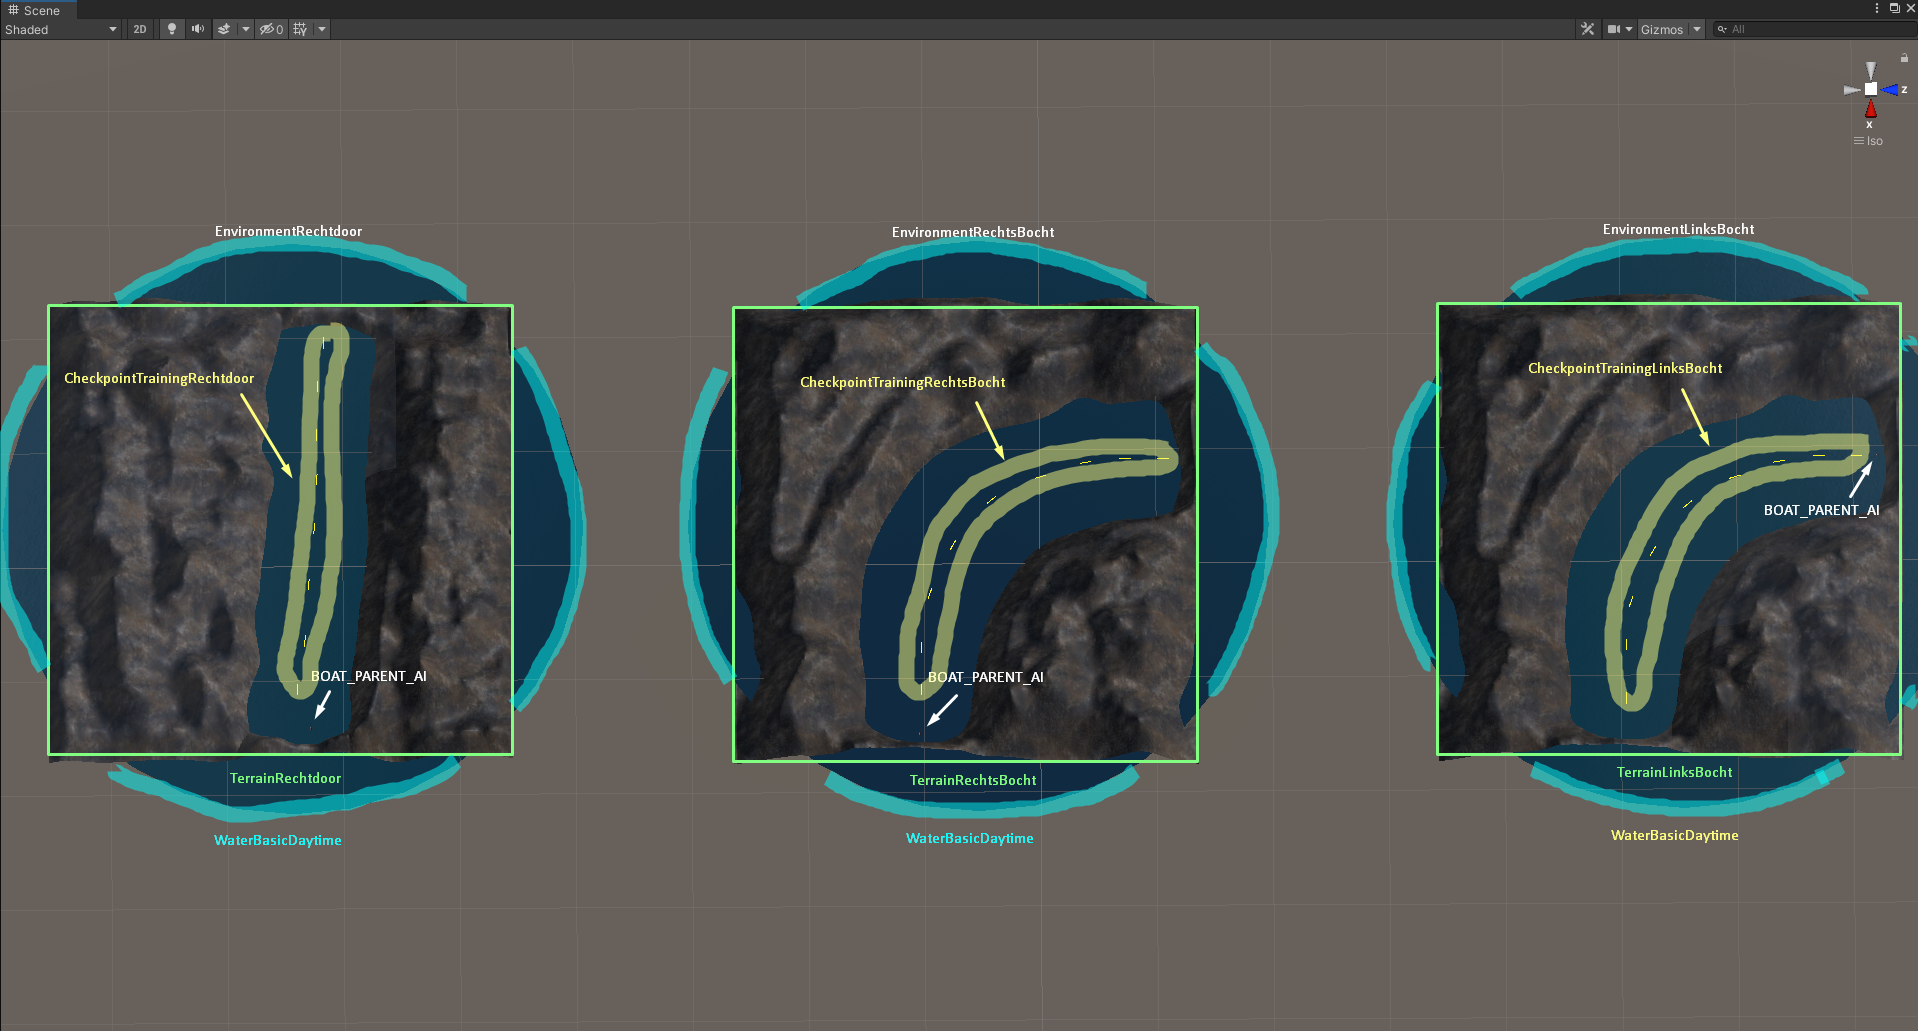 Scene
Shaded
2D
0
Gizmos
All
z
x
Iso
EnvironmentRechtdoor
EnvironmentRechtsBocht
EnvironmentLinksBocht
CheckpointTrainingRechtdoor
CheckpointTrainingRechtsBocht
CheckpointTrainingLinksBocht
BOAT_PARENT_AI
BOAT_PARENT_AI
BOAT_PARENT_AI
TerrainRechtdoor
TerrainRechtsBocht
TerrainLinksBocht
WaterBasicDaytime
WaterBasicDaytime
WaterBasicDaytime